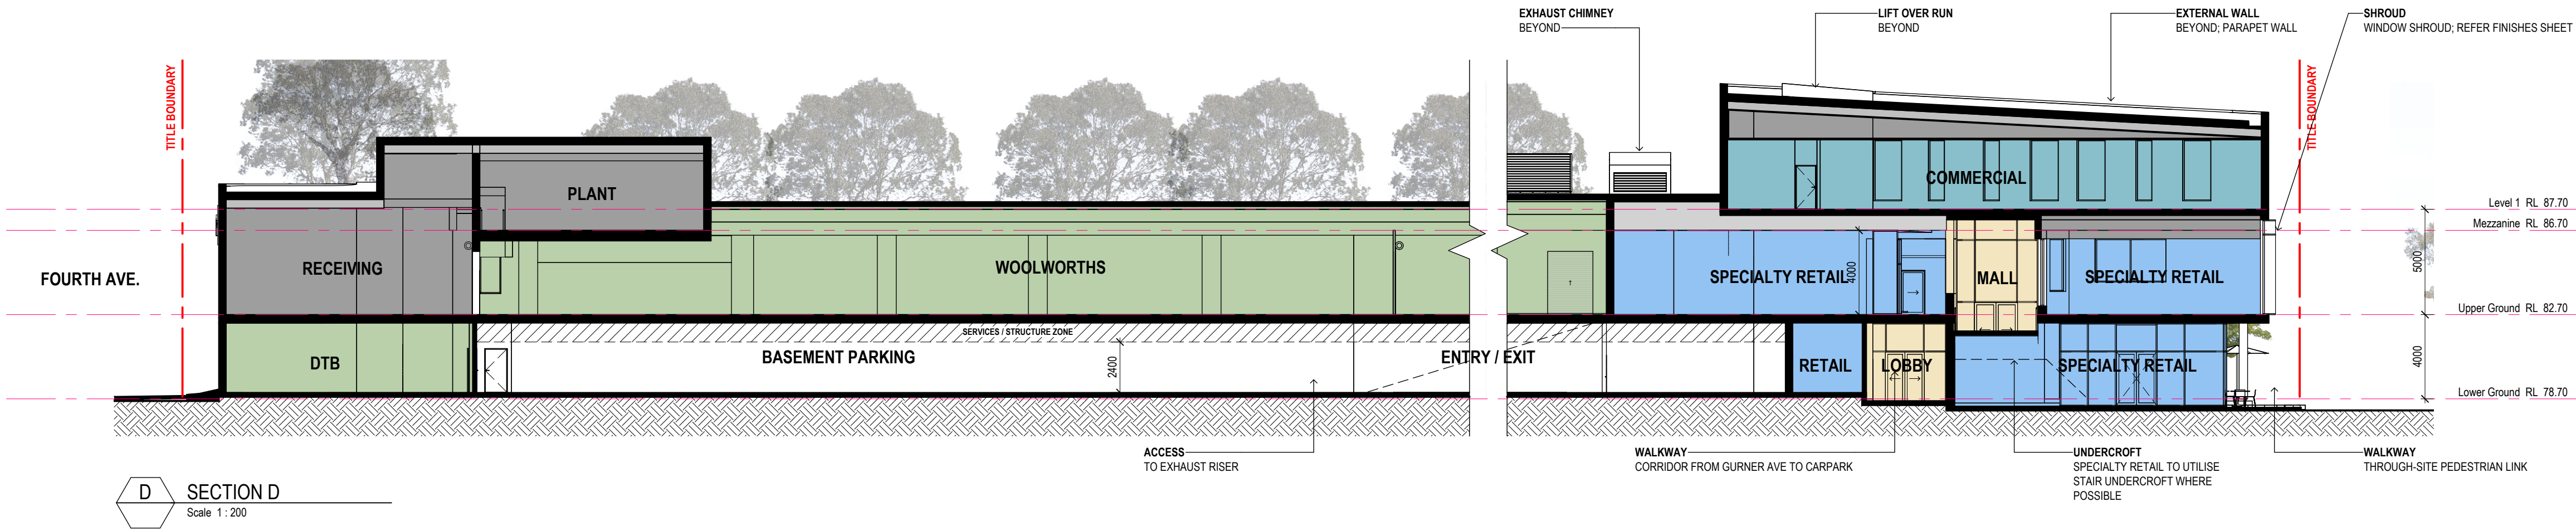 EXHAUST CHIMNEY
BEYOND
LIFT OVER RUN
BEYOND
EXTERNAL WALL
BEYOND; PARAPET WALL
SHROUD
WINDOW SHROUD; REFER FINISHES SHEET
TITLE BOUNDARY
TITLE BOUNDARY
PLANT
COMMERCIAL
Level 1 RL 87.70
Mezzanine RL 86.70
FOURTH AVE.
RECEIVING
WOOLWORTHS
SPECIALTY RETAIL
4000
MALL
SPECIALTY RETAIL
5000
Upper Ground RL 82.70
SERVICES / STRUCTURE ZONE
DTB
BASEMENT PARKING
2400
ENTRY / EXIT
RETAIL
LOBBY
SPECIALTY RETAIL
4000
Lower Ground RL 78.70
ACCESS
TO EXHAUST RISER
WALKWAY
CORRIDOR FROM GURNER AVE TO CARPARK
UNDERCROFT
SPECIALTY RETAIL TO UTILISE
STAIR UNDERCROFT WHERE
POSSIBLE
WALKWAY
THROUGH-SITE PEDESTRIAN LINK
D
SECTION D
Scale 1 : 200